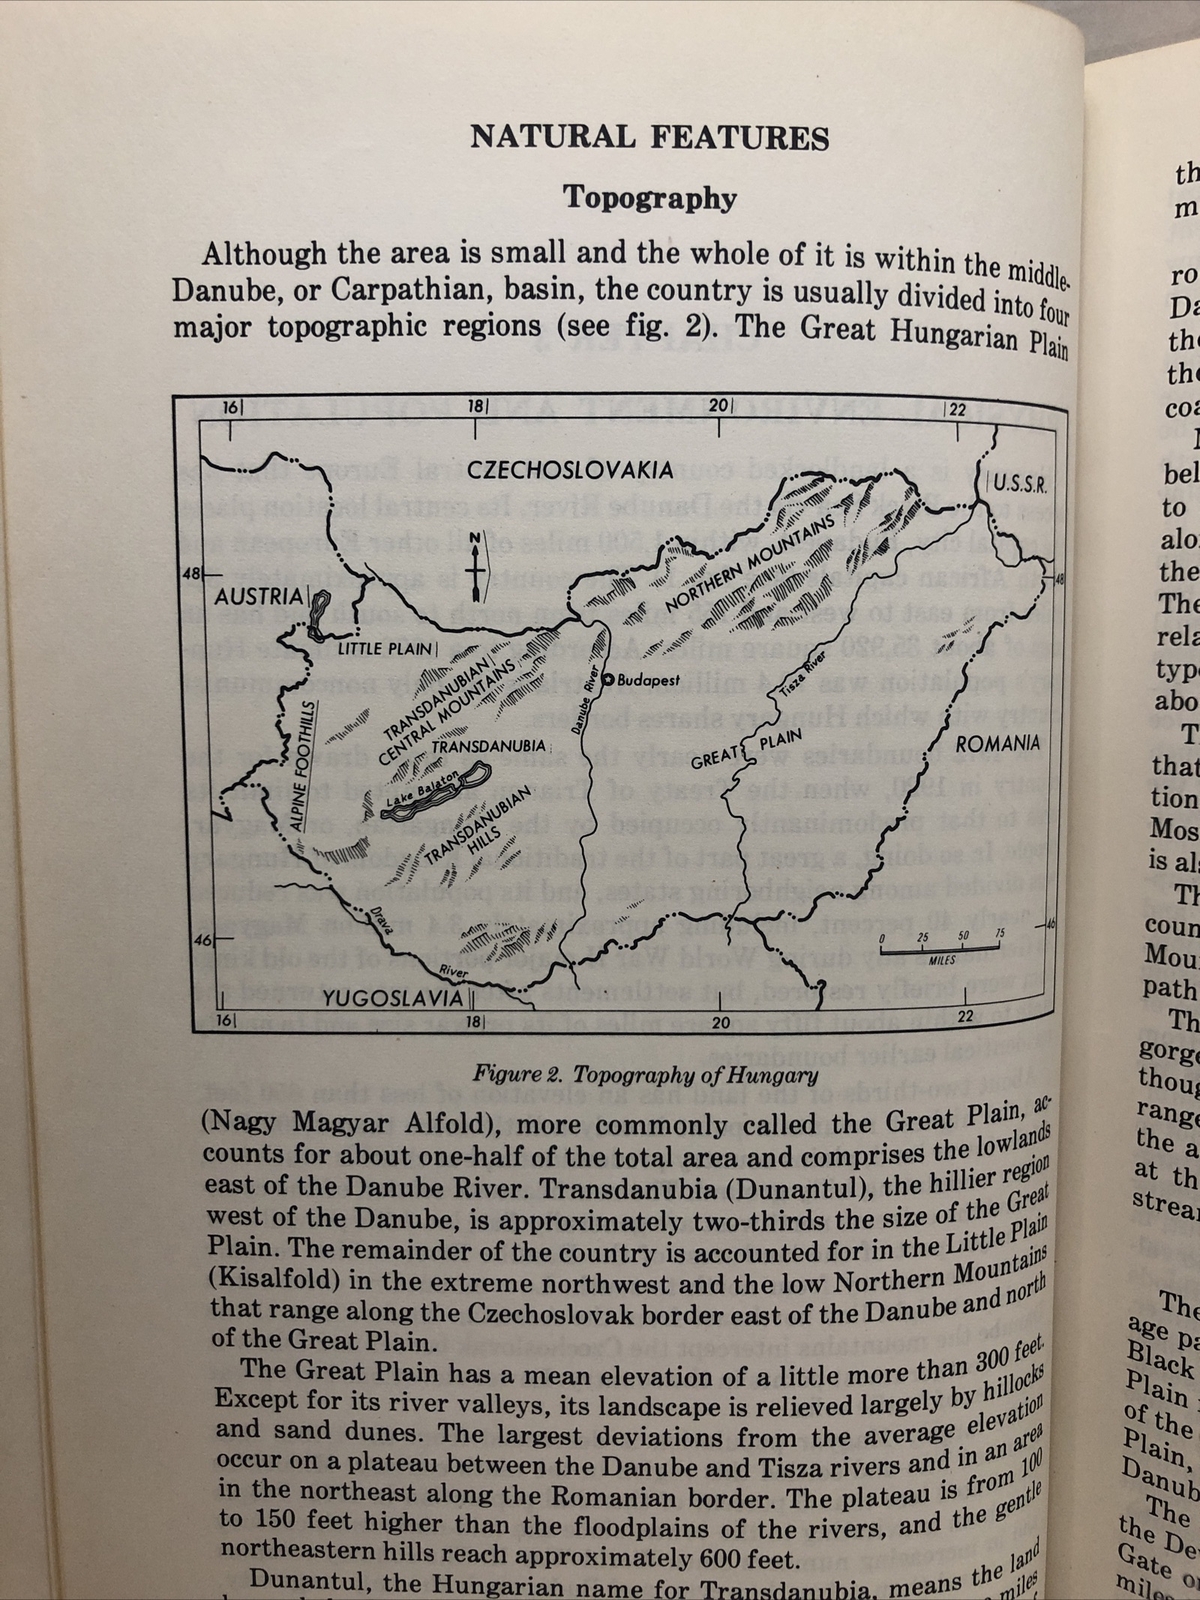 NATURAL FEATURES
Topography
Although the area is small and the whole of it is within the middle-
Danube, or Carpathian, basin, the country is usually divided into four
major topographic regions (see fig. 2). The Great Hungarian Plain
16 18 20 22
CZECHOSLOVAKIA
U.S.S.R.
N
NORTHERN MOUNTAINS
48 48
AUSTRIA
LITTLE PLAIN
TRANSDANUBIAN
CENTRAL MOUNTAINS
Danube River
Budapest
Tisza River
TRANSDANUBIA
GREAT PLAIN
ROMANIA
ALPINE FOOTHILLS
Lake Balaton
TRANSDANUBIAN
HILLS
Drava
River
46 46
0 25 50 75
MILES
YUGOSLAVIA
16 18 20 22
Figure 2. Topography of Hungary
(Nagy Magyar Alfold), more commonly called the Great Plain, ac-
counts for about one-half of the total area and comprises the lowlands
east of the Danube River. Transdanubia (Dunantul), the hillier region
west of the Danube, is approximately two-thirds the size of the Great
Plain. The remainder of the country is accounted for in the Little Plain
(Kisalfold) in the extreme northwest and the low Northern Mountains
that range along the Czechoslovak border east of the Danube and north
of the Great Plain.
The Great Plain has a mean elevation of a little more than 300 feet.
Except for its river valleys, its landscape is relieved largely by hillocks
and sand dunes. The largest deviations from the average elevation
occur on a plateau between the Danube and Tisza rivers and in an area
in the northeast along the Romanian border. The plateau is from 100
to 150 feet higher than the floodplains of the rivers, and the gentle
northeastern hills reach approximately 600 feet.
Dunantul, the Hungarian name for Transdanubia, means the land
miles